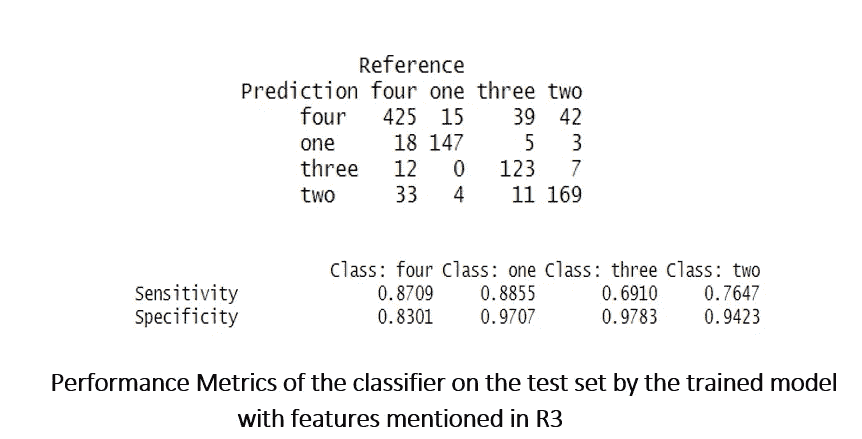 Reference
Prediction four one three two
four 425 15 39 42
one 18 147 5 3
three 12 0 123 7
two 33 4 11 169
Class: four Class: one Class: three Class: two
Sensitivity 0.8709 0.8855 0.6910 0.7647
Specificity 0.8301 0.9707 0.9783 0.9423
Performance Metrics of the classifier on the test set by the trained model
with features mentioned in R3